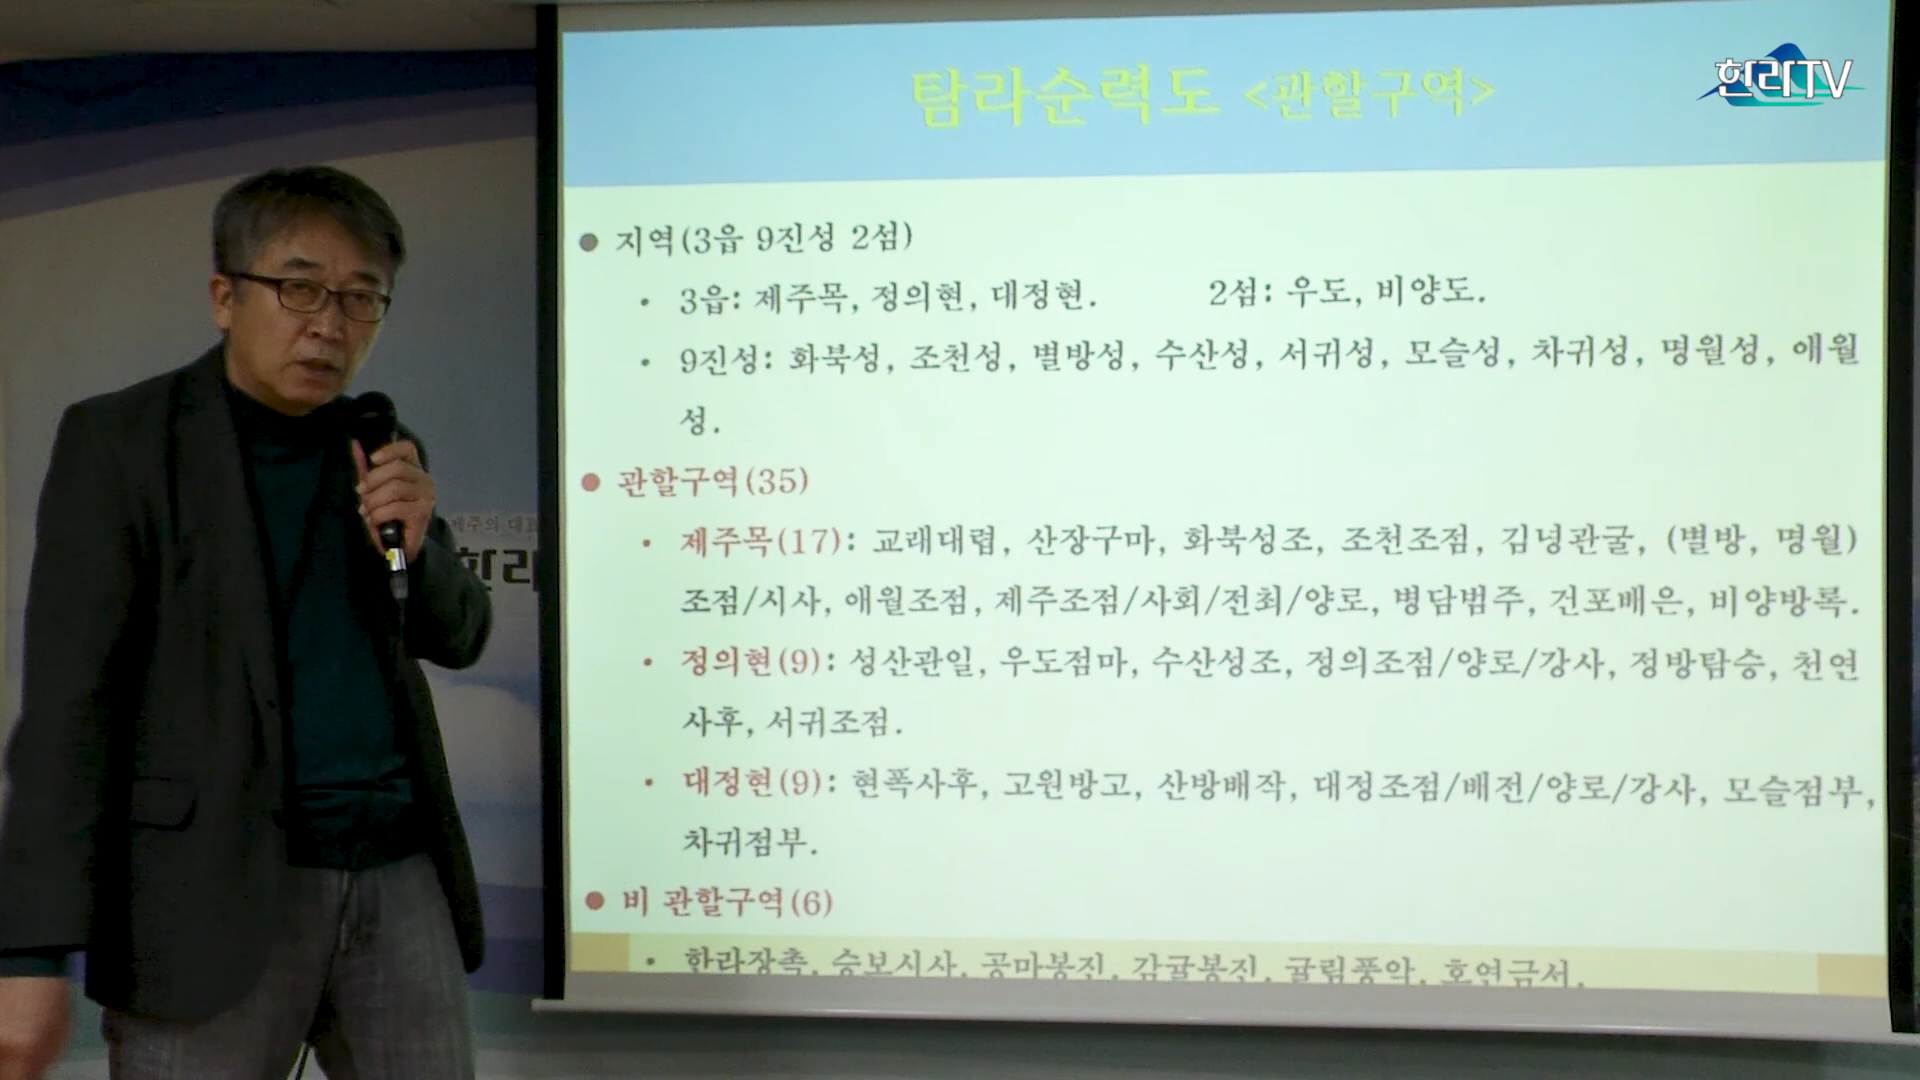 한라TV
탐라순력도 <관할구역>
● 지역(3읍 9진성 2섬)
• 3읍: 제주목, 정의현, 대정현. 2섬: 우도, 비양도.
• 9진성: 화북성, 조천성, 별방성, 수산성, 서귀성, 모슬성, 차귀성, 명월성, 애월
성.
● 관할구역(35)
• 제주목(17): 교래대렵, 산장구마, 화북성조, 조천조점, 김녕관굴, (별방, 명월)
조점/시사, 애월조점, 제주조점/사회/전최/양로, 병담범주, 건포배은, 비양방록.
• 정의현(9): 성산관일, 우도점마, 수산성조, 정의조점/양로/강사, 정방탐승, 천연
사후, 서귀조점.
• 대정현(9): 현폭사후, 고원방고, 산방배작, 대정조점/배전/양로/강사, 모슬점부,
차귀점부.
● 비 관할구역(6)
• 한라장촉, 승보시사, 공마봉진, 감귤봉진, 귤림풍악, 호연금서.
제주의 대표
한라